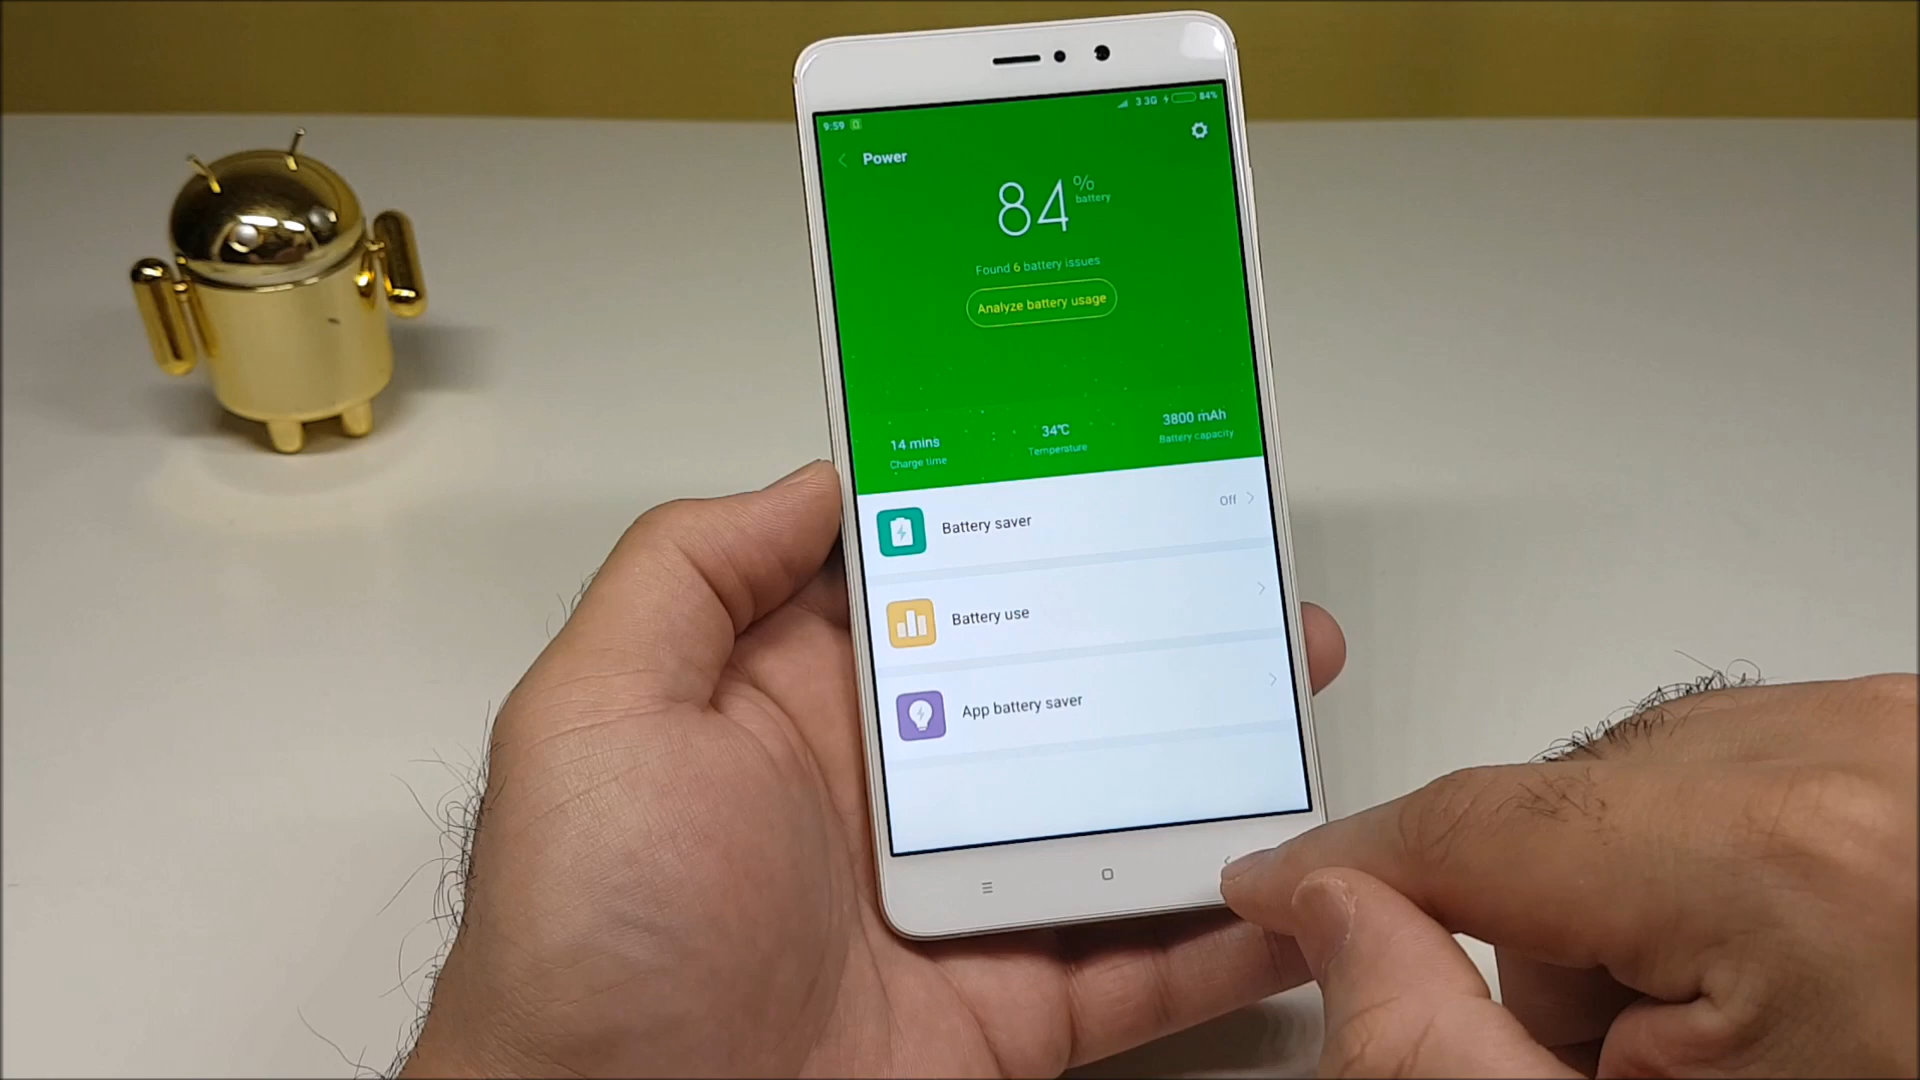 9:59
3 3G 84%
Power
84 %
battery
Found 6 battery issues
Analyze battery usage
14 mins
Charge time
34℃
Temperature
3800 mAh
Battery capacity
Battery saver
Off
Battery use
App battery saver